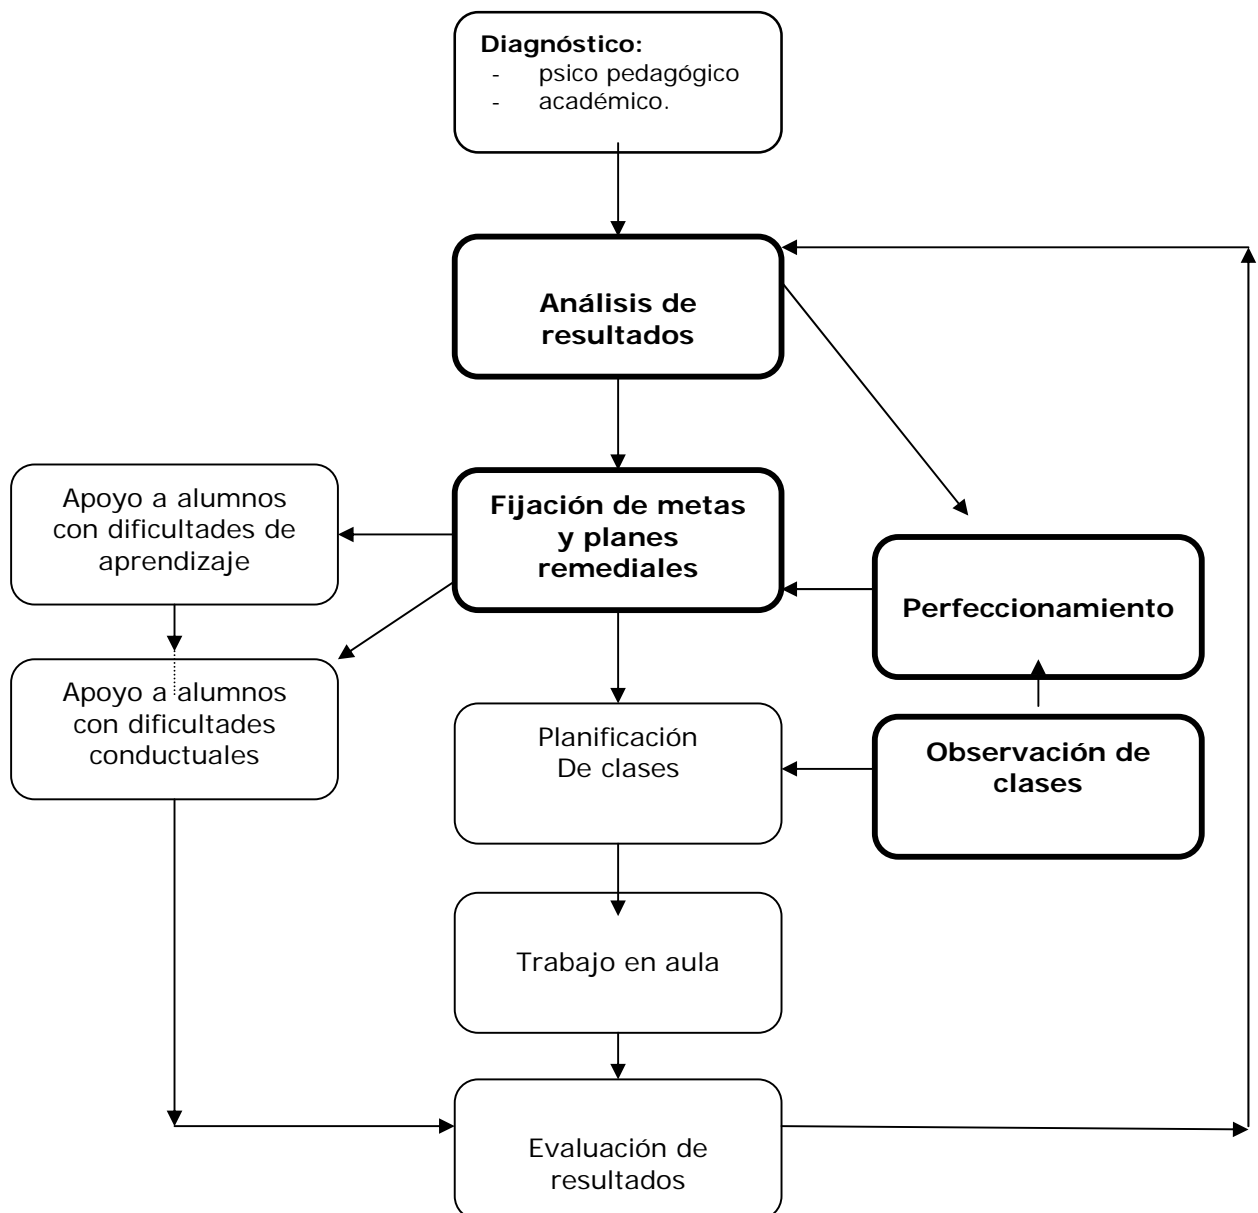 Diagnóstico:
- psico pedagógico
- académico.
Análisis de
resultados
Fijación de metas
y planes
remediales
Apoyo a alumnos
con dificultades de
aprendizaje
Perfeccionamiento
Apoyo a alumnos
con dificultades
conductuales
Planificación
De clases
Observación de
clases
Trabajo en aula
Evaluación de
resultados